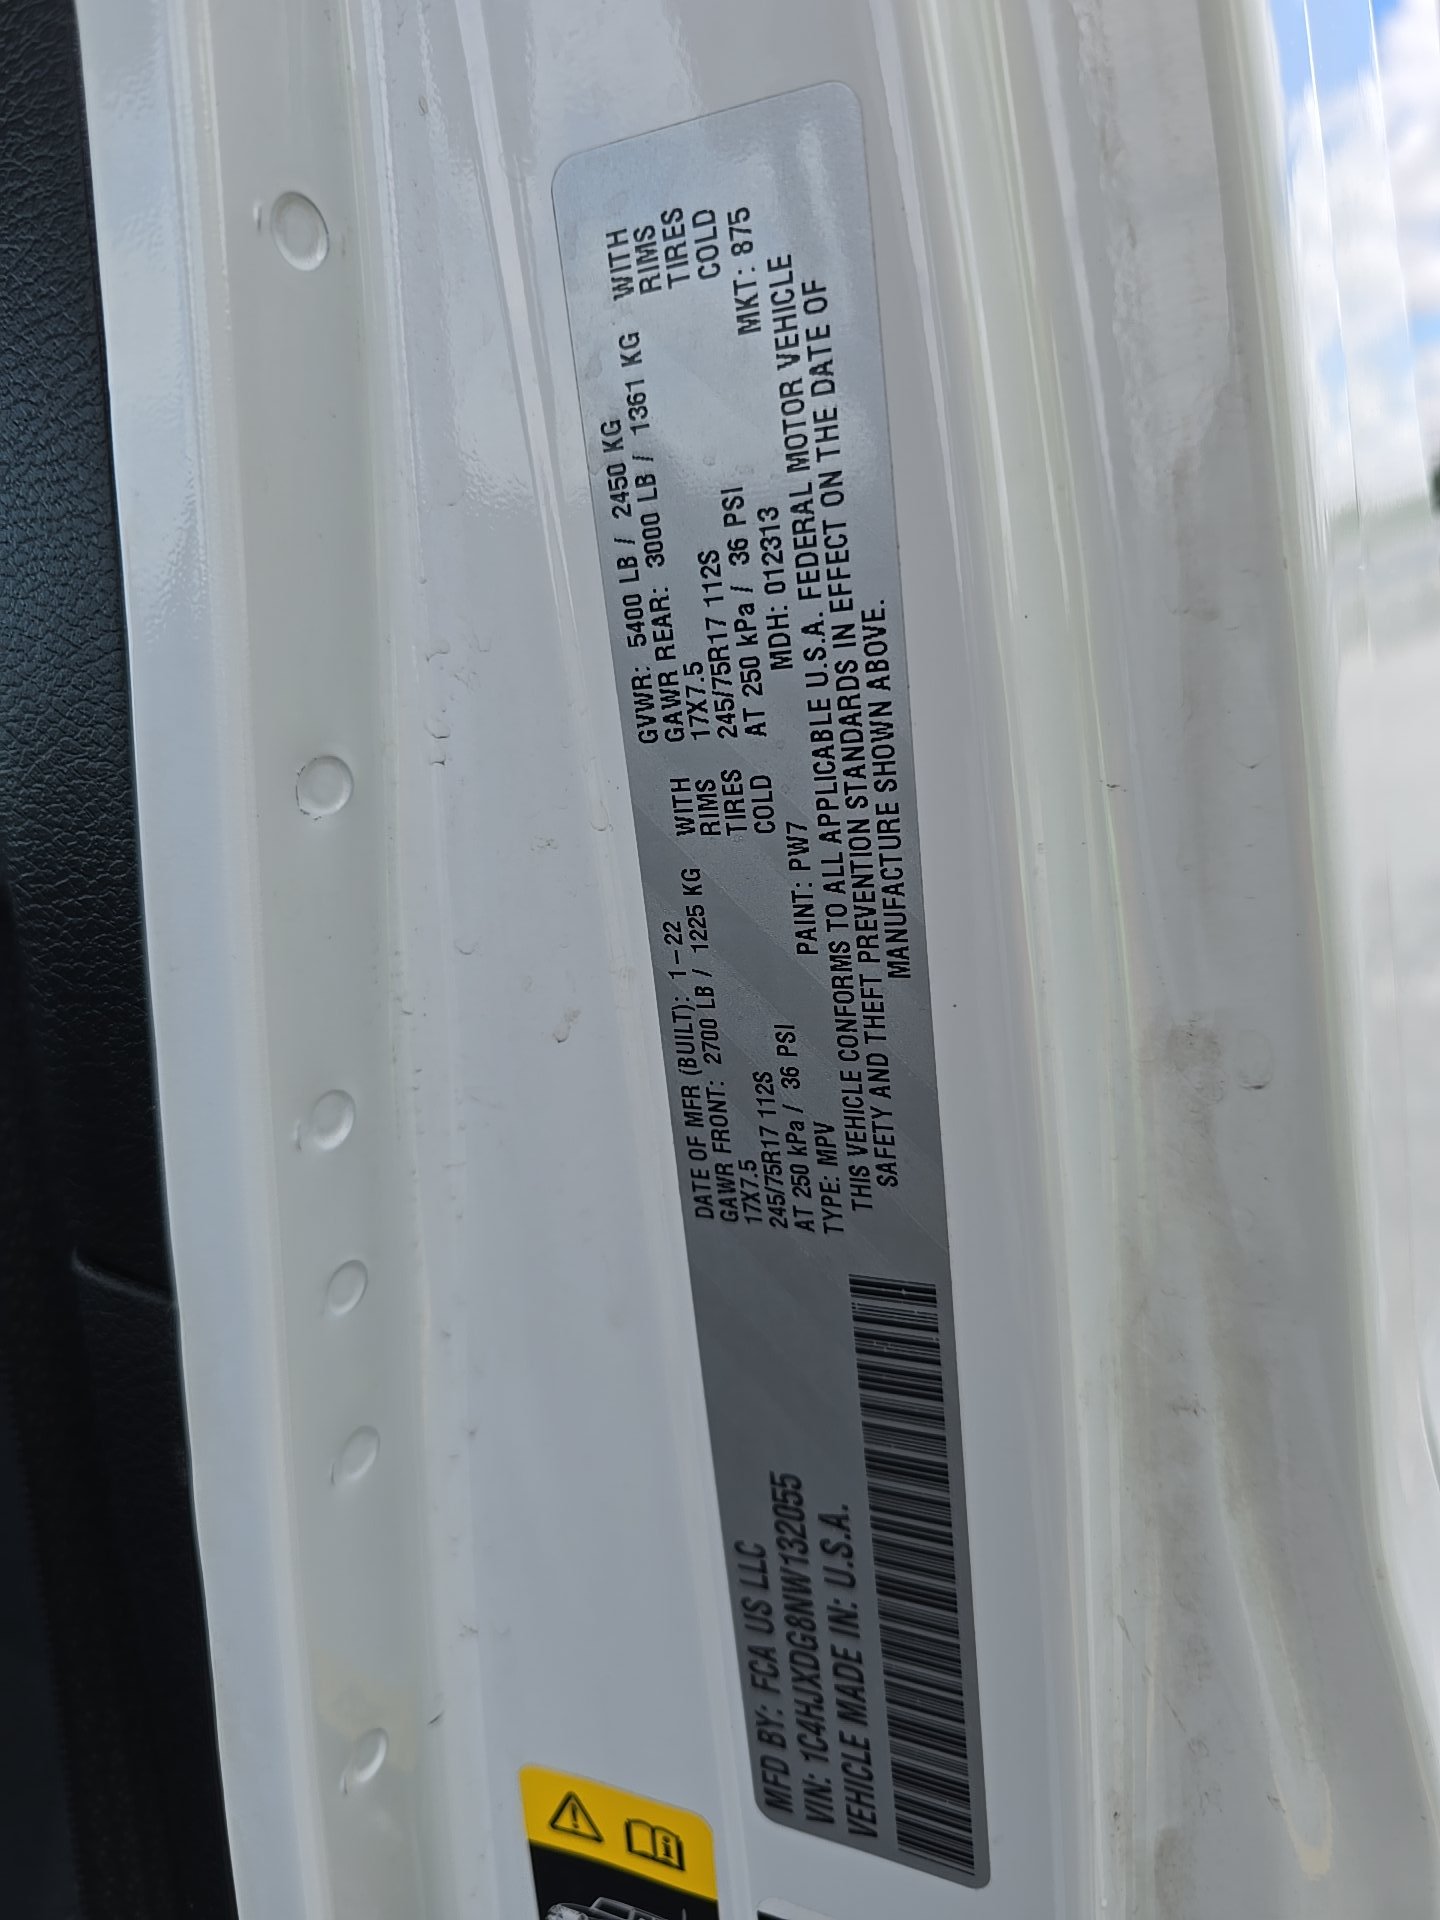 MFD BY: FCA US LLC
VIN: 1C4HJXDG8NW132055
VEHICLE MADE IN: U.S.A.
DATE OF MFR (BUILT): 1-22 GVWR: 5400 LB / 2450 KG
GAWR FRONT: 2700 LB / 1225 KG WITH GAWR REAR: 3000 LB / 1361 KG WITH
17X7.5 RIMS 17X7.5 RIMS
245/75R17 112S TIRES 245/75R17 112S TIRES
AT 250 kPa / 36 PSI COLD AT 250 kPa / 36 PSI COLD
TYPE: MPV PAINT: PW7 MDH: 012313 MKT: 875
THIS VEHICLE CONFORMS TO ALL APPLICABLE U.S.A. FEDERAL MOTOR VEHICLE
SAFETY AND THEFT PREVENTION STANDARDS IN EFFECT ON THE DATE OF
MANUFACTURE SHOWN ABOVE.